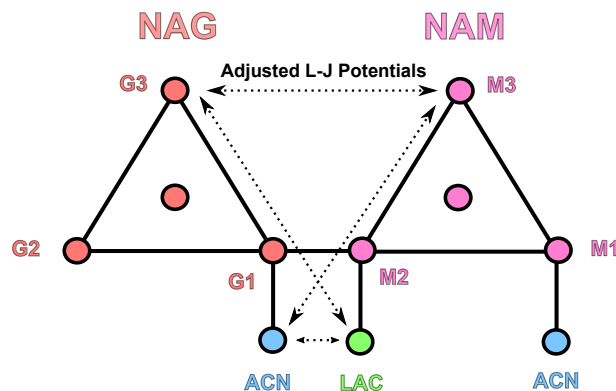 NAG
NAM
Adjusted L-J Potentials
G3
M3
G2
G1
M2
M1
ACN
LAC
ACN